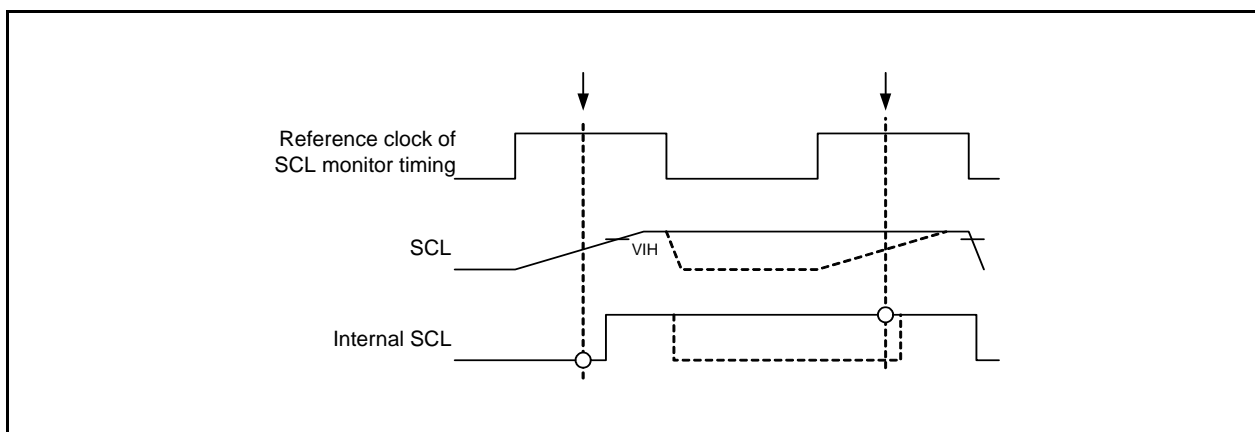 Reference clock of
SCL monitor timing
SCL
VIH
Internal SCL